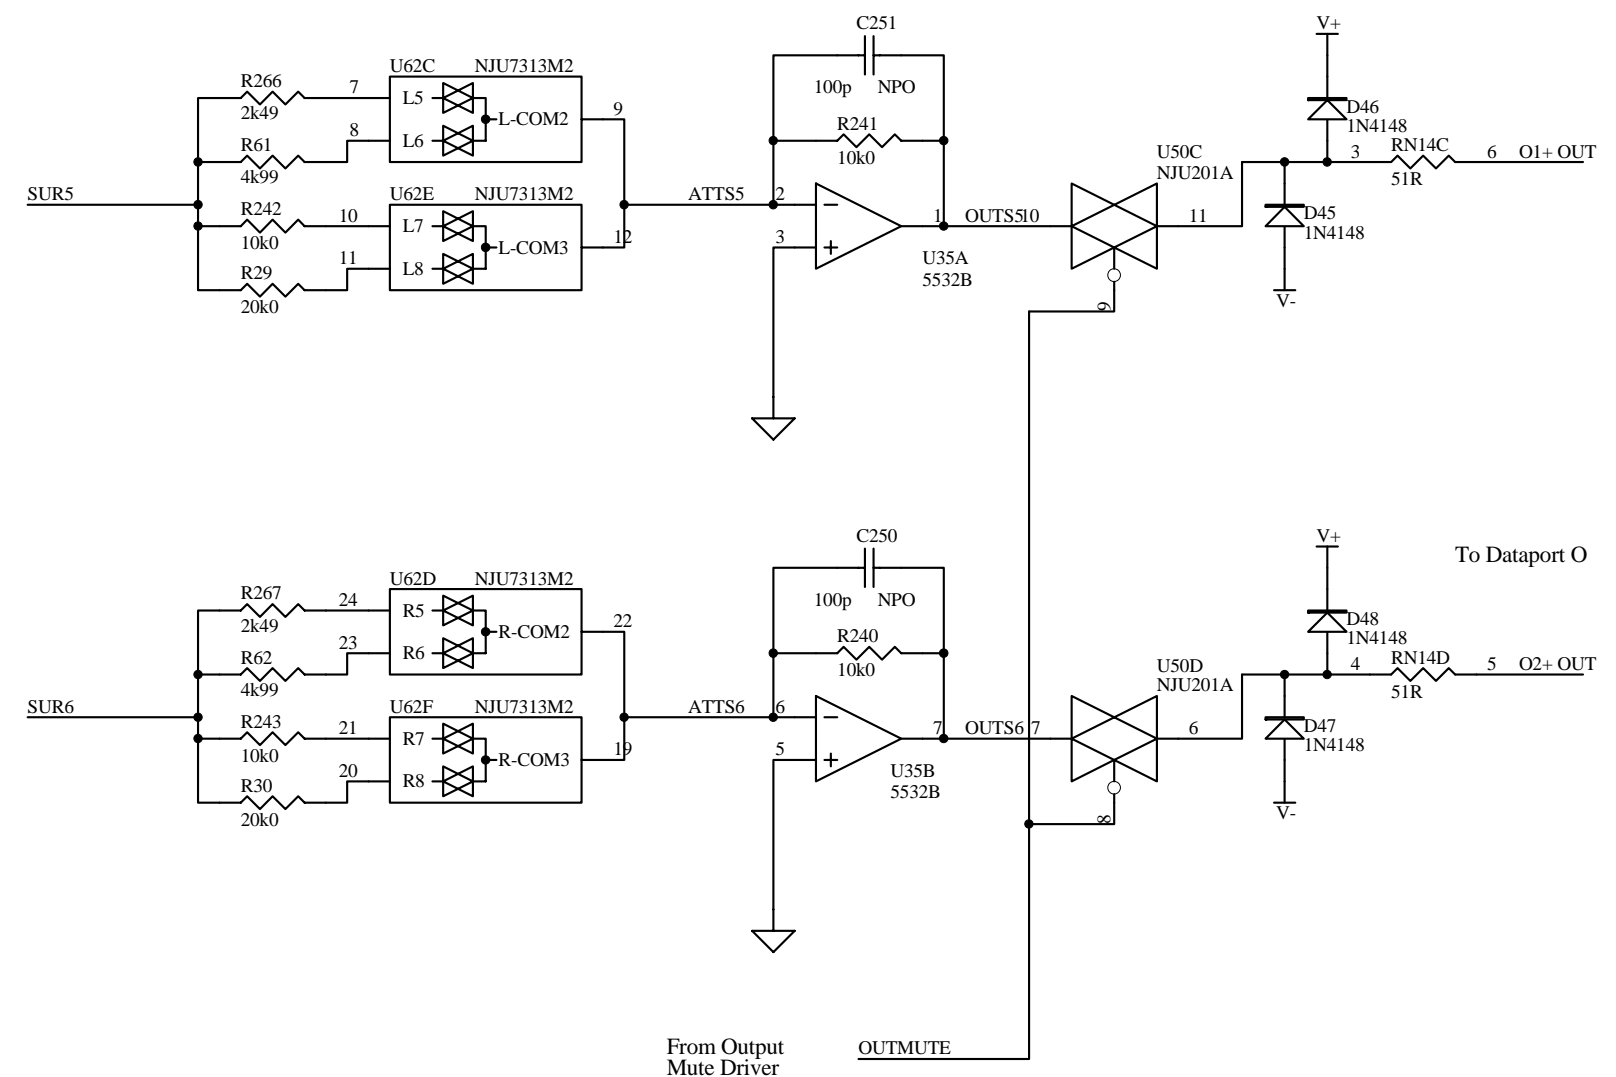 C251
100p NPO
R241
10k0
V+
D46
1N4148
U62C NJU7313M2
R266
2k49
7
L5
L-COM2
9
8
L6
R61
4k99
U62E NJU7313M2
SUR5
R242
10k0
10
L7
L-COM3
12
11
L8
R29
20k0
ATTS5
2
3
1
OUTS5
10
U35A
5532B
U50C
NJU201A
11
9
3
RN14C
51R
6
O1+ OUT
D45
1N4148
V-
C250
100p NPO
R240
10k0
V+
To Dataport O
D48
1N4148
U62D NJU7313M2
R267
2k49
24
R5
R-COM2
22
23
R6
R62
4k99
U62F NJU7313M2
SUR6
R243
10k0
21
R7
R-COM3
19
20
R8
R30
20k0
ATTS6
6
5
7
OUTS6
7
U35B
5532B
U50D
NJU201A
6
8
4
RN14D
51R
5
O2+ OUT
D47
1N4148
V-
From Output
Mute Driver
OUTMUTE